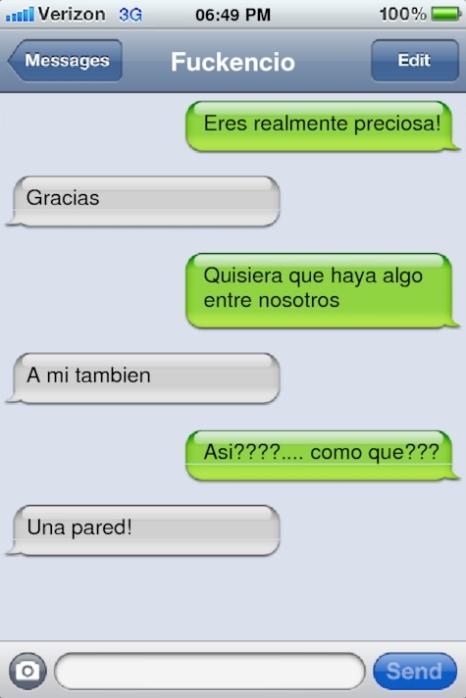 Verizon 3G 06:49 PM 100%
Messages Fuckencio Edit
Eres realmente preciosa!
Gracias
Quisiera que haya algo
entre nosotros
A mi tambien
Asi????.... como que???
Una pared!
Send